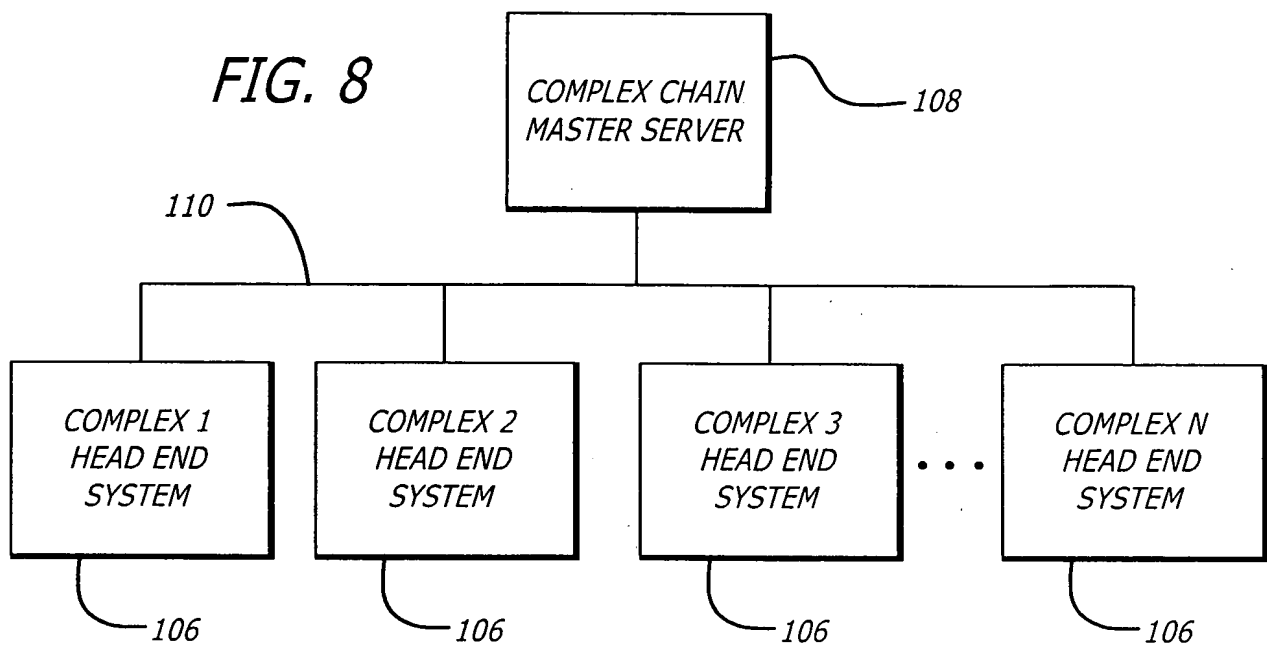 FIG. 8
COMPLEX CHAIN
MASTER SERVER
108
110
COMPLEX 1
HEAD END
SYSTEM
COMPLEX 2
HEAD END
SYSTEM
COMPLEX 3
HEAD END
SYSTEM
• • •
COMPLEX N
HEAD END
SYSTEM
106
106
106
106